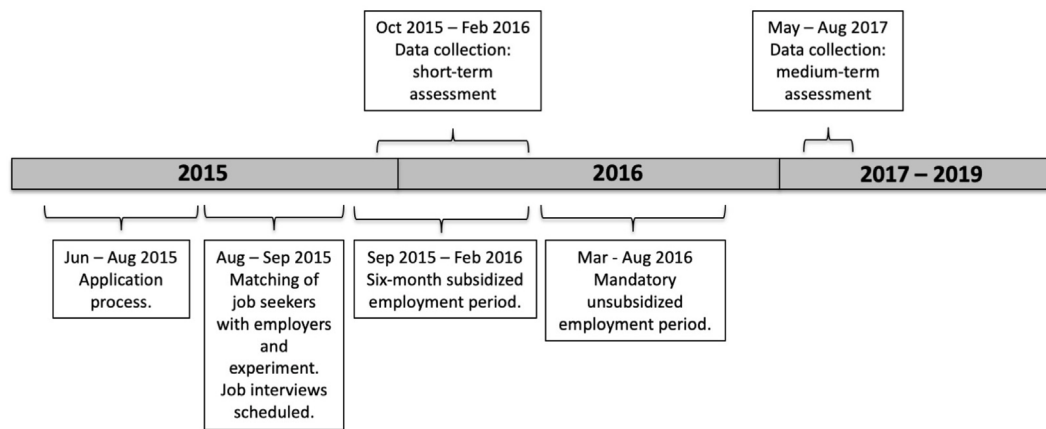 Oct 2015 – Feb 2016
Data collection:
short-term
assessment
May – Aug 2017
Data collection:
medium-term
assessment
2015
2016
2017 – 2019
Jun – Aug 2015
Application
process.
Aug – Sep 2015
Matching of
job seekers
with employers
and
experiment.
Job interviews
scheduled.
Sep 2015 – Feb 2016
Six-month subsidized
employment period.
Mar - Aug 2016
Mandatory
unsubsidized
employment period.